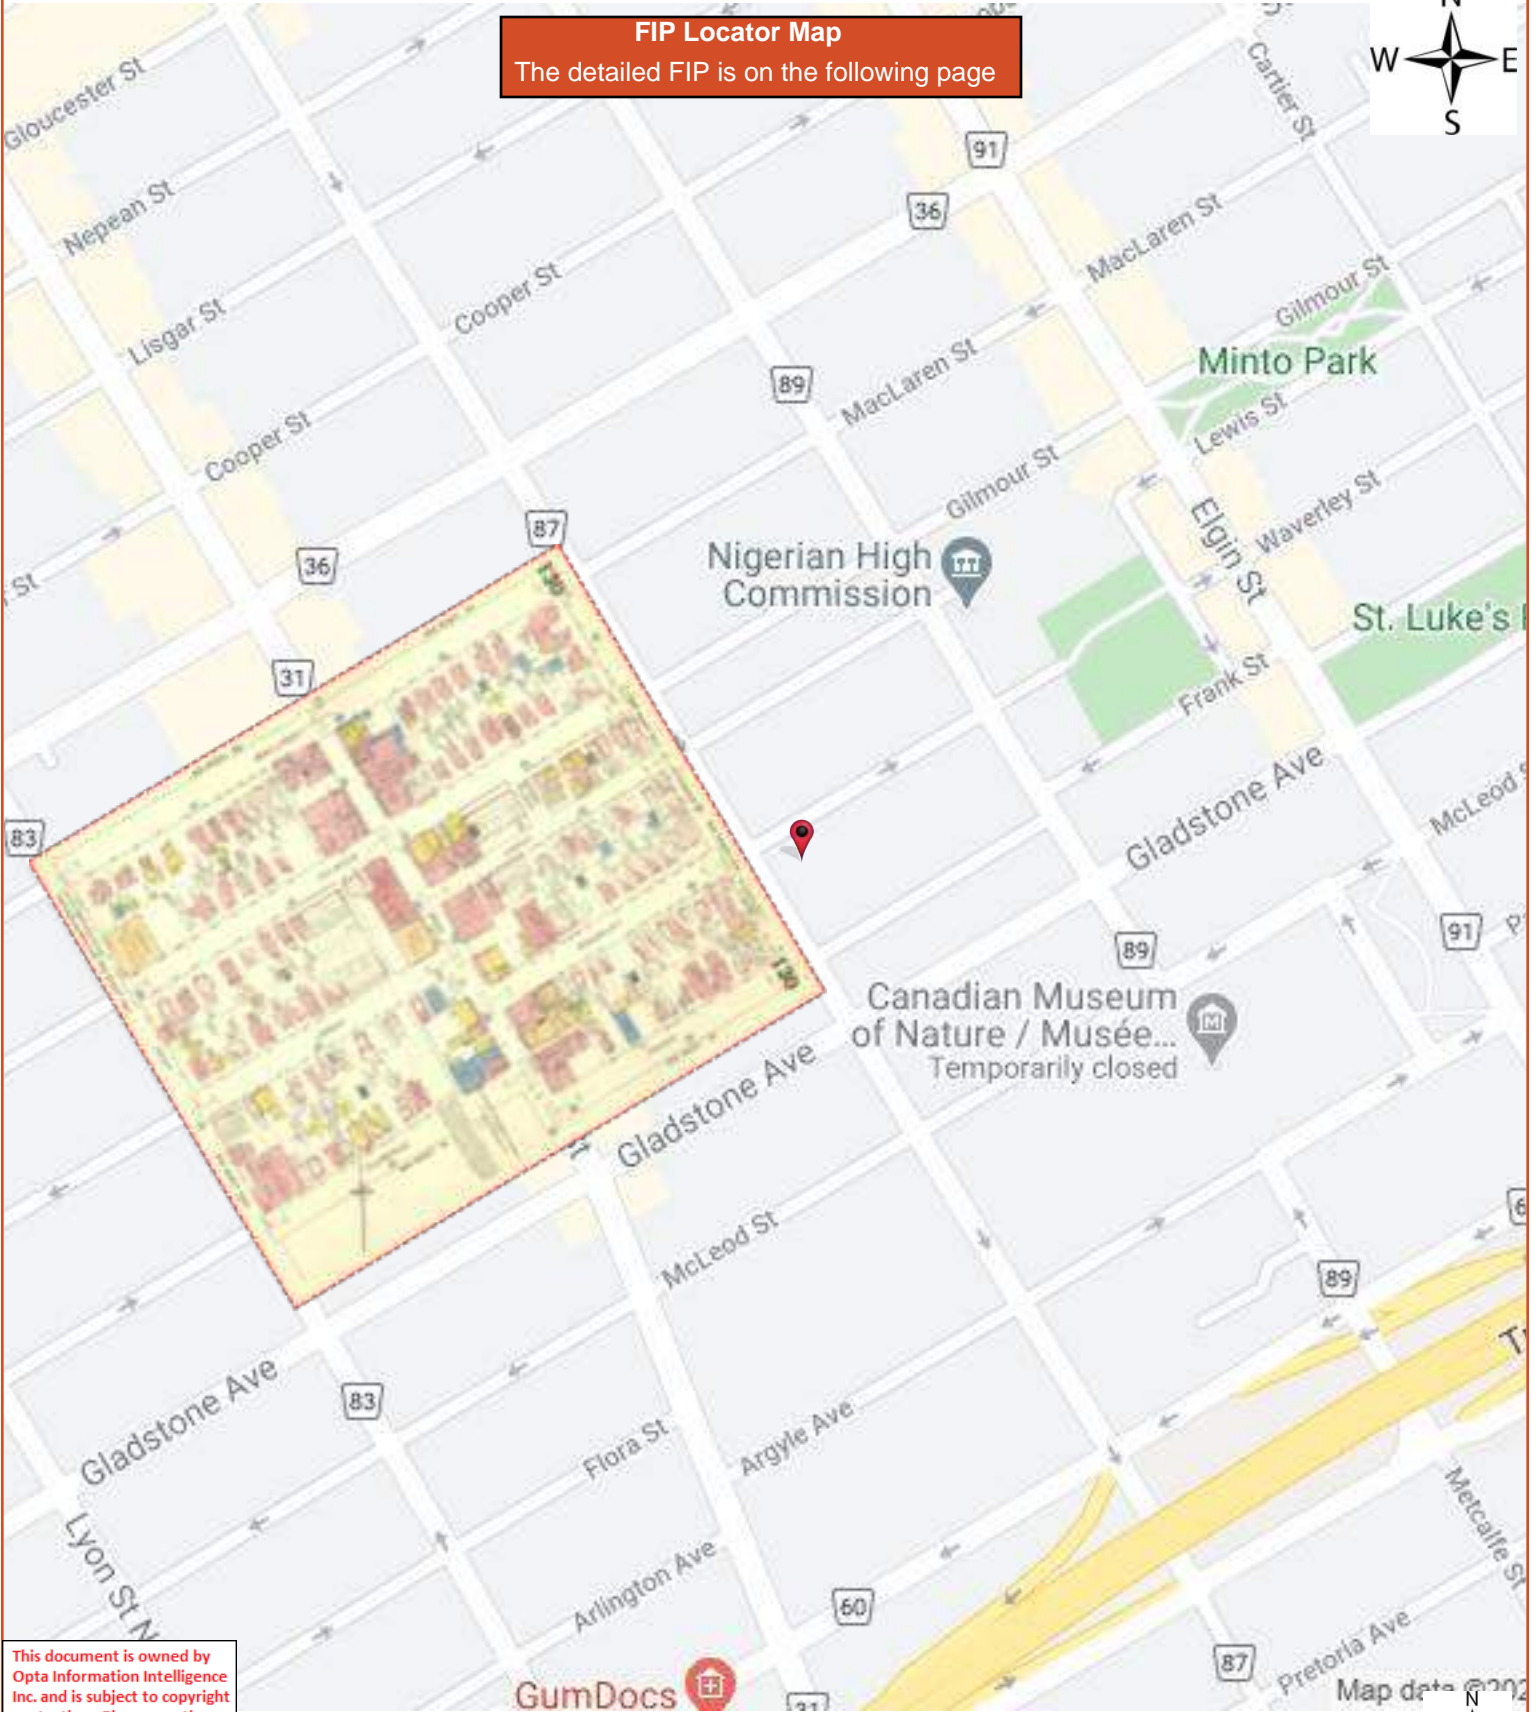 N
FIP Locator Map
The detailed FIP is on the following page
W
E
S
Gloucester St
Cartier St
91
Nepean St
36
MacLaren St
Cooper St
Gilmour St
Lisgar St
Minto Park
MacLaren St
89
Lewis St
Cooper St
Gilmour St
Waverley St
87
Elgin St
36
Nigerian High
Commission
St
St. Luke's
31
Frank St
Gladstone Ave
McLeod
83
91
89
Canadian Museum
of Nature / Musée...
Temporarily closed
Gladstone Ave
McLeod St
89
Gladstone Ave
83
Flora St
Argyle Ave
Metcalfe St
Lyon St N
Arlington Ave
60
87
Pretoria Ave
This document is owned by
Opta Information Intelligence
Inc. and is subject to copyright
GumDocs
31
Map data ©202
N